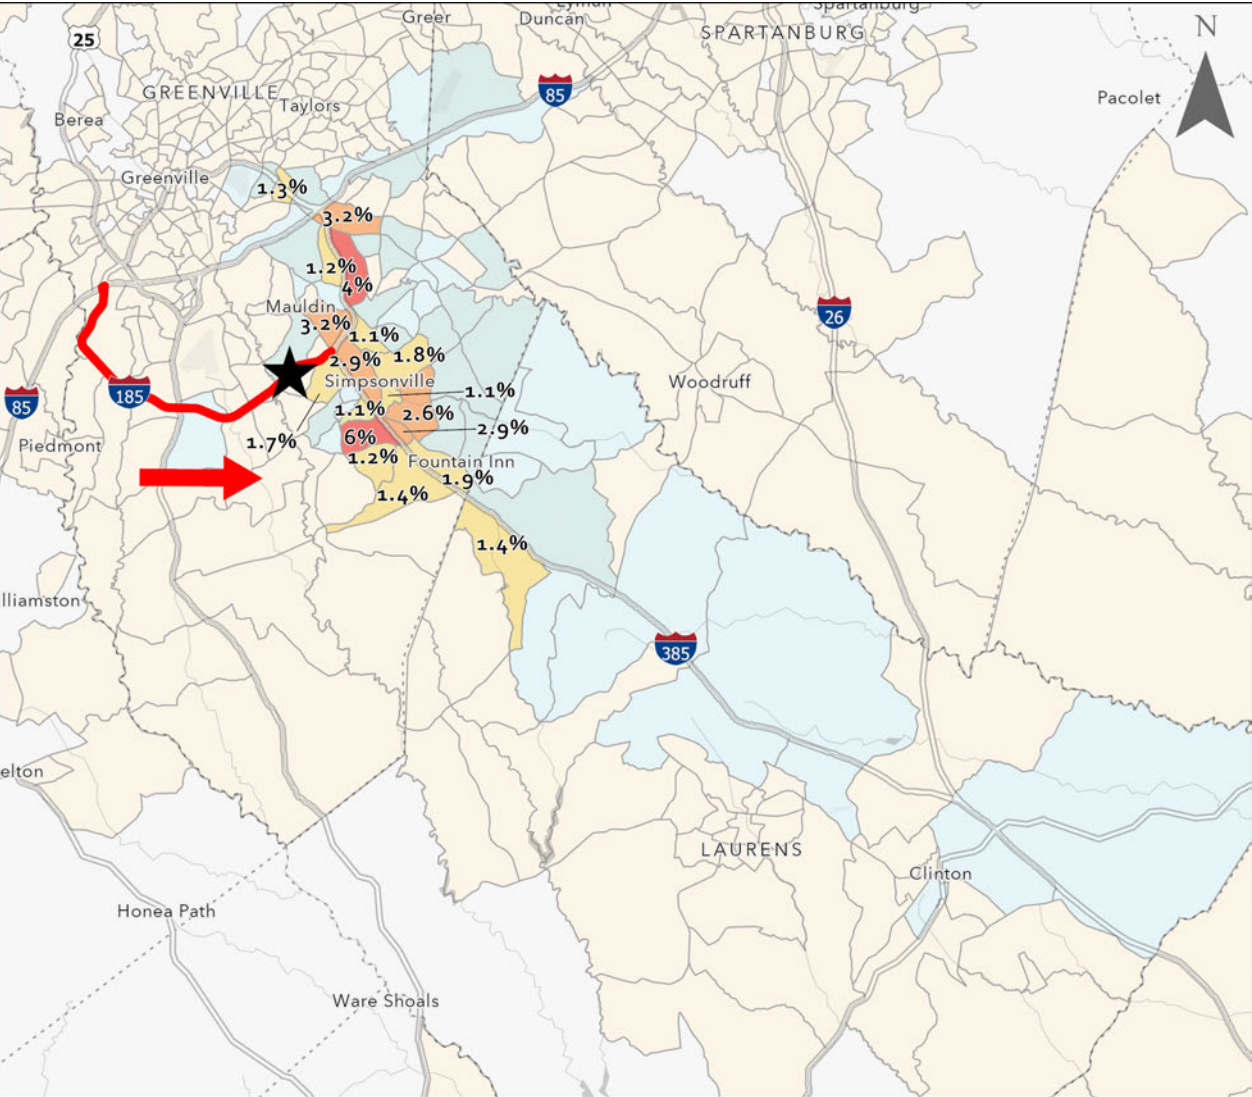 Greer
Lyman
Duncan
Spartanburg
SPARTANBURG
N
25
GREENVILLE
Taylors
85
Pacolet
Berea
Greenville
1.3%
3.2%
1.2%
4%
Mauldin
3.2%
1.1%
26
2.9%
1.8%
Simpsonville
Woodruff
185
85
1.1%
1.1%
2.6%
2.9%
6%
1.7%
Piedmont
1.2%
Fountain Inn
1.9%
1.4%
1.4%
lliamston
385
elton
LAURENS
Clinton
Honea Path
Ware Shoals